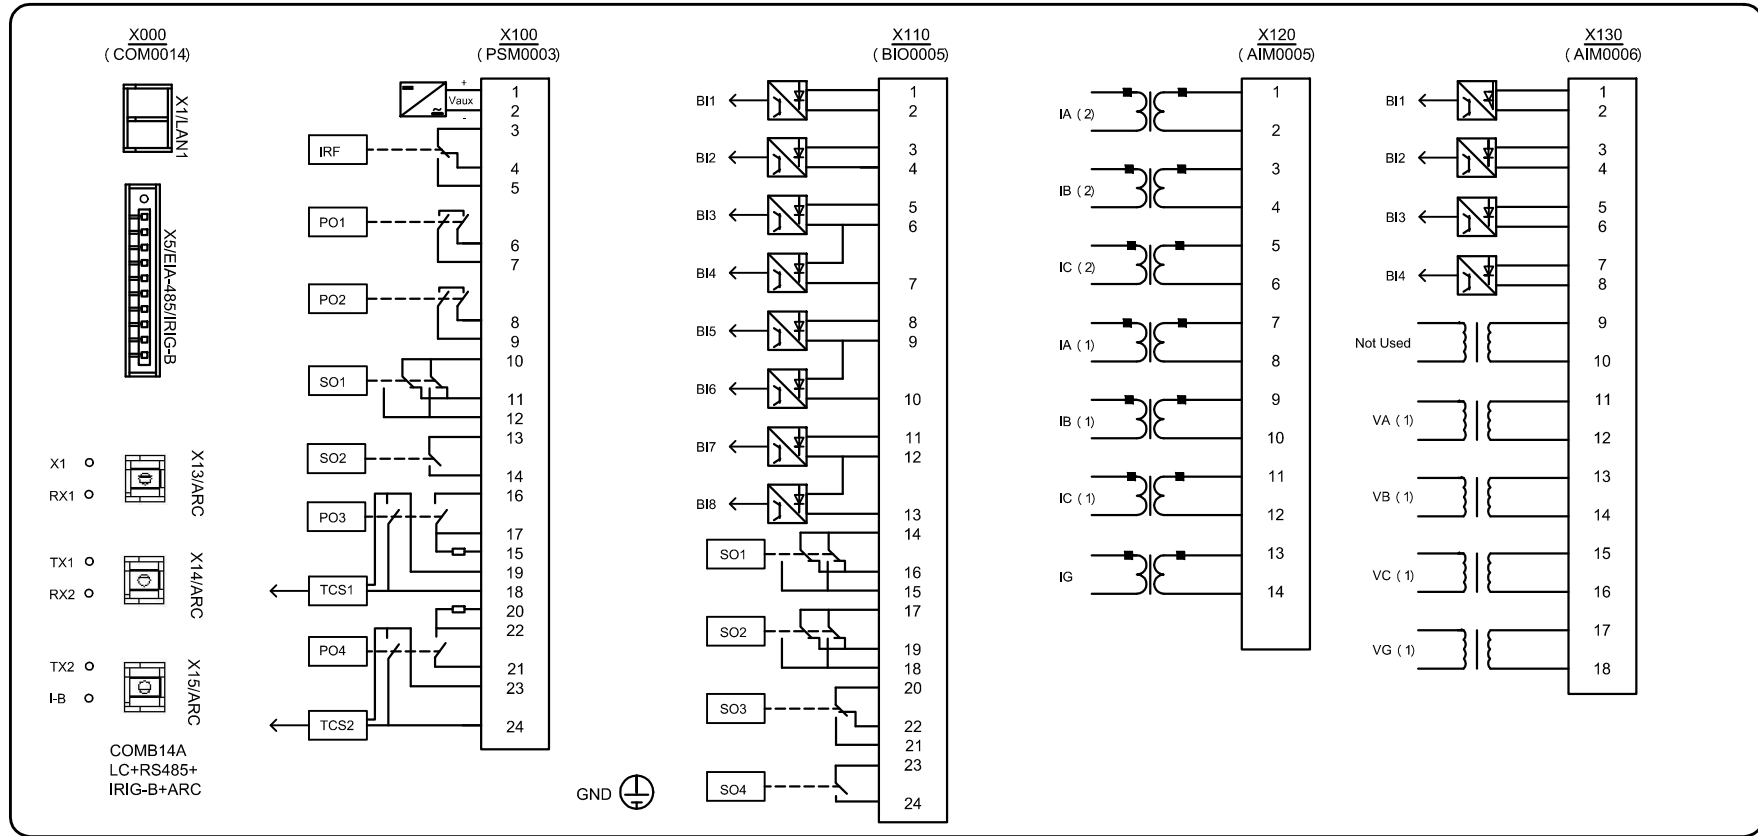 X000
( COM0014)
X1/LAN1
X5/EIA-485/IRIG-B
X1
RX1
X13/ARC
TX1
RX2
X14/ARC
TX2
I-B
X15/ARC
COMB14A
LC+RS485+
IRIG-B+ARC
X100
( PSM0003)
+
Vaux
-
1
2
3
IRF
4
5
PO1
6
7
PO2
8
9
10
SO1
11
12
13
SO2
14
16
PO3
17
15
19
TCS1
18
20
22
PO4
21
23
TCS2
24
GND
X110
( BIO0005)
BI1
1
2
BI2
3
4
BI3
5
6
BI4
7
BI5
8
9
BI6
10
BI7
11
12
BI8
13
14
SO1
16
15
17
SO2
19
18
20
SO3
22
21
23
SO4
24
X120
( AIM0005)
IA ( 2)
1
2
IB ( 2)
3
4
IC ( 2)
5
6
IA ( 1)
7
8
IB ( 1)
9
10
IC ( 1)
11
12
IG
13
14
X130
( AIM0006)
BI1
1
2
BI2
3
4
BI3
5
6
BI4
7
8
Not Used
9
10
VA ( 1)
11
12
VB ( 1)
13
14
VC ( 1)
15
16
VG ( 1)
17
18